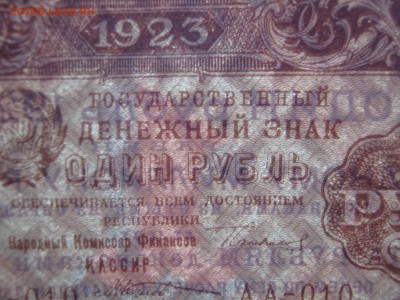 1923
ГОСУДАРСТВЕННЫЙ
ДЕНЕЖНЫЙ ЗНАК
ОДИН РУБЛЬ
ОБЕСПЕЧИВАЕТСЯ ВСЕМ ДОСТОЯНИЕМ
РЕСПУБЛИКИ
Народный Комиссар Финансов
КАССИР
АА-010